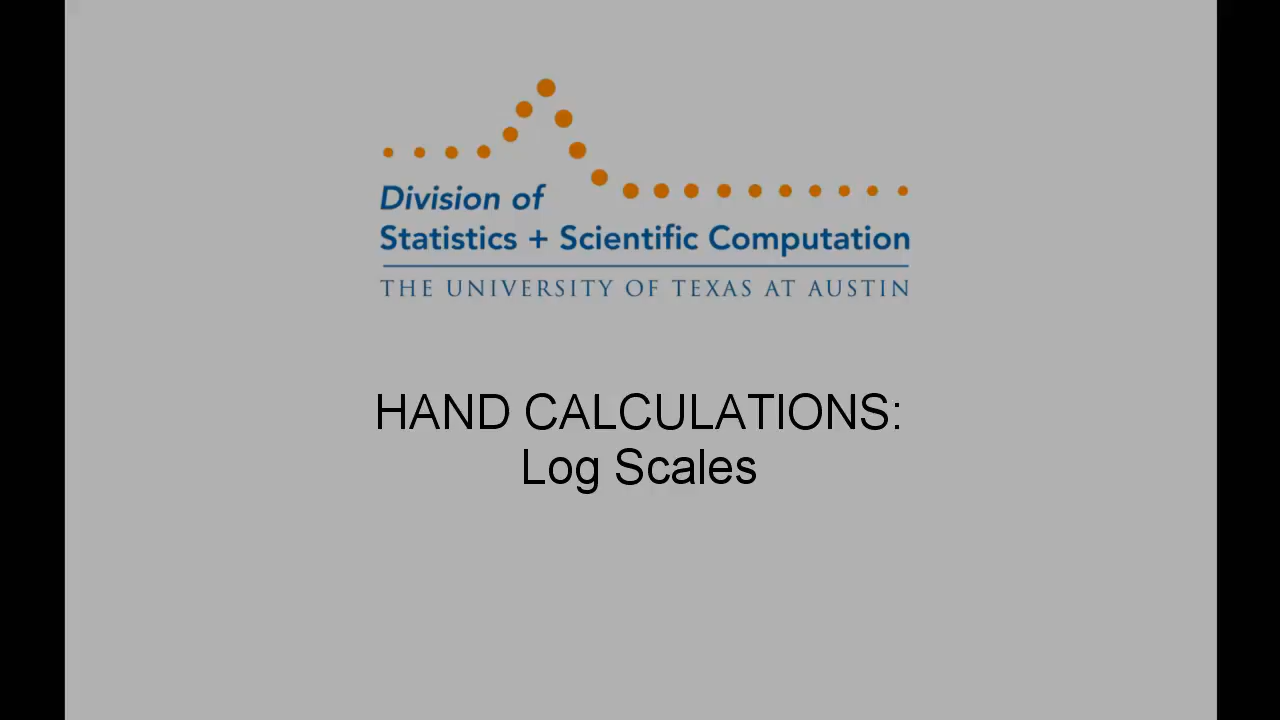 Division of
Statistics + Scientific Computation
THE UNIVERSITY OF TEXAS AT AUSTIN
HAND CALCULATIONS:
Log Scales